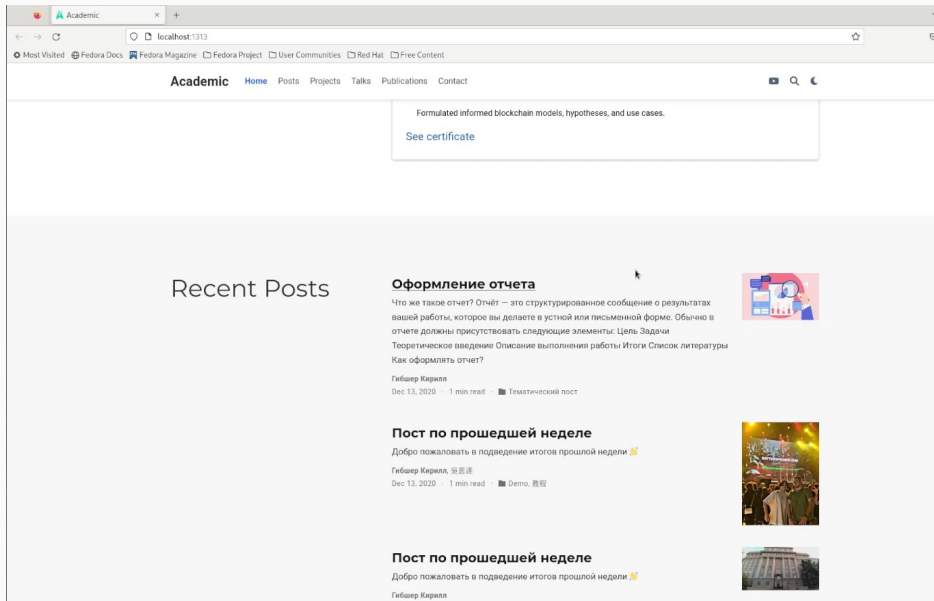 Academic
localhost:1313
Most Visited Fedora Docs Fedora Magazine Fedora Project User Communities Red Hat Free Content
Academic Home Posts Projects Talks Publications Contact
Formulated informed blockchain models, hypotheses, and use cases.
See certificate
Recent Posts
Оформление отчета
Что же такое отчет? Отчёт — это структурированное сообщение о результатах
вашей работы, которое вы делаете в устной или письменной форме. Обычно в
отчете должны присутствовать следующие элементы: Цель Задачи
Теоретическое введение Описание выполнения работы Итоги Список литературы
Как оформлять отчет?
Гибшер Кирилл
Dec 13, 2020 · 1 min read · Тематический пост
Пост по прошедшей неделе
Добро пожаловать в подведение итогов прошлой недели 👋
Гибшер Кирилл, 吳恩達
Dec 13, 2020 · 1 min read · Demo, 教程
Пост по прошедшей неделе
Добро пожаловать в подведение итогов прошлой недели 👋
Гибшер Кирилл